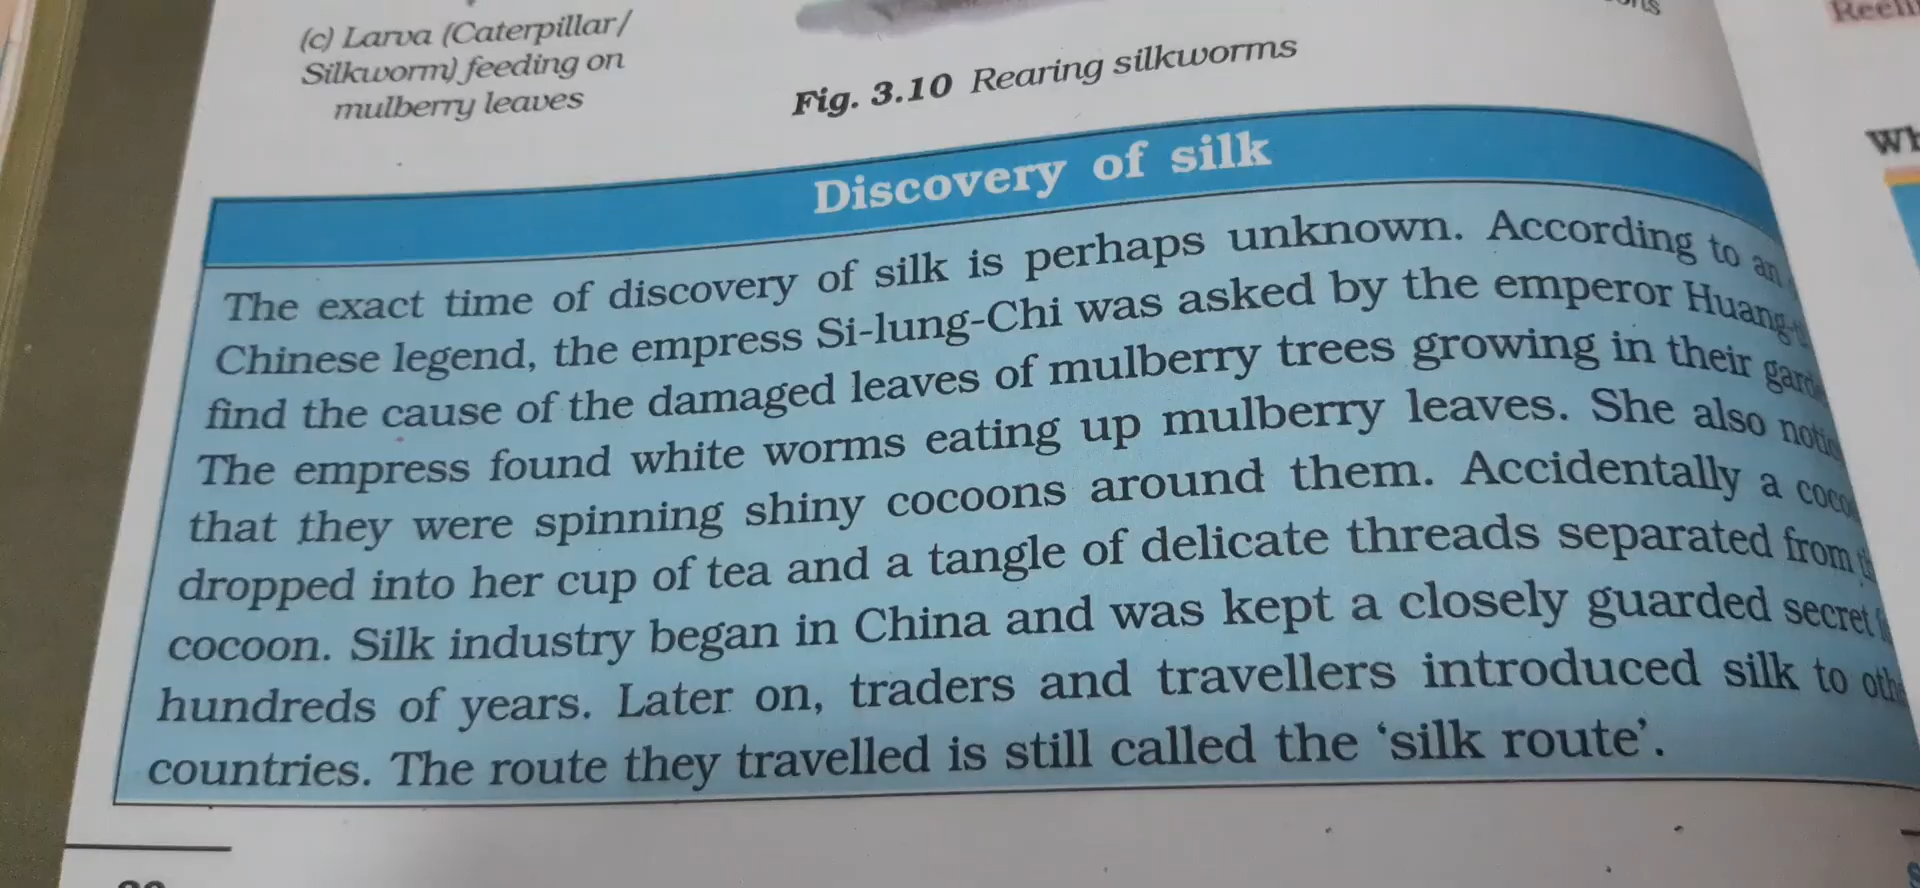 (c) Larva (Caterpillar/
Silkworm) feeding on
mulberry leaves
Fig. 3.10 Rearing silkworms
Discovery of silk
The exact time of discovery of silk is perhaps unknown. According to an
Chinese legend, the empress Si-lung-Chi was asked by the emperor Huang-
find the cause of the damaged leaves of mulberry trees growing in their
The empress found white worms eating up mulberry leaves. She also
that they were spinning shiny cocoons around them. Accidentally a
dropped into her cup of tea and a tangle of delicate threads separated from
cocoon. Silk industry began in China and was kept a closely guarded secret
hundreds of years. Later on, traders and travellers introduced silk to
countries. The route they travelled is still called the ‘silk route’.